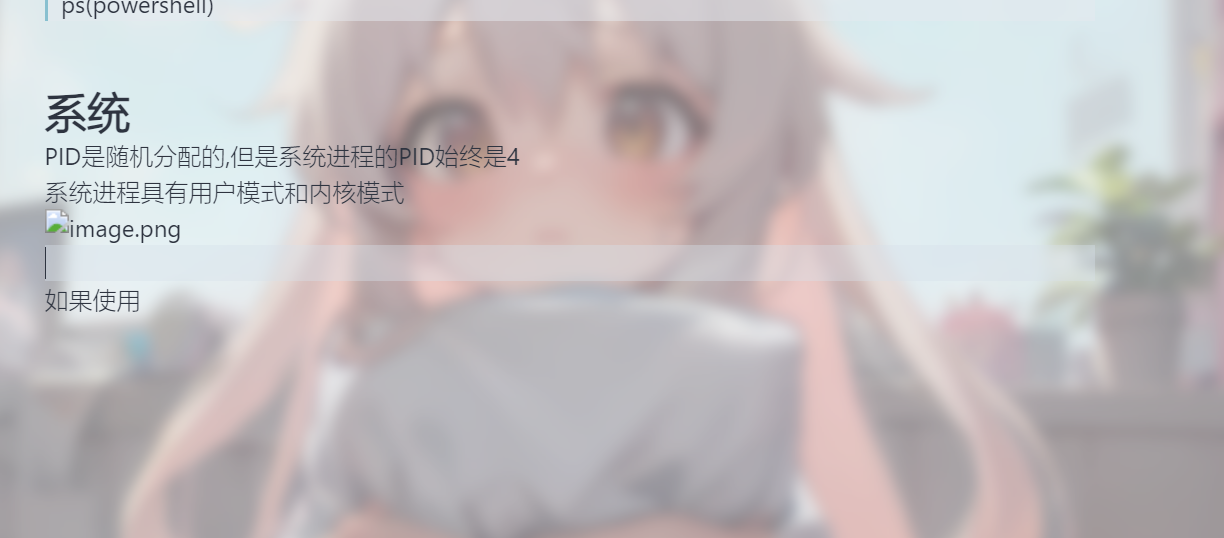 ps(powershell)
系统
PID是随机分配的,但是系统进程的PID始终是4
系统进程具有用户模式和内核模式
image.png
如果使用